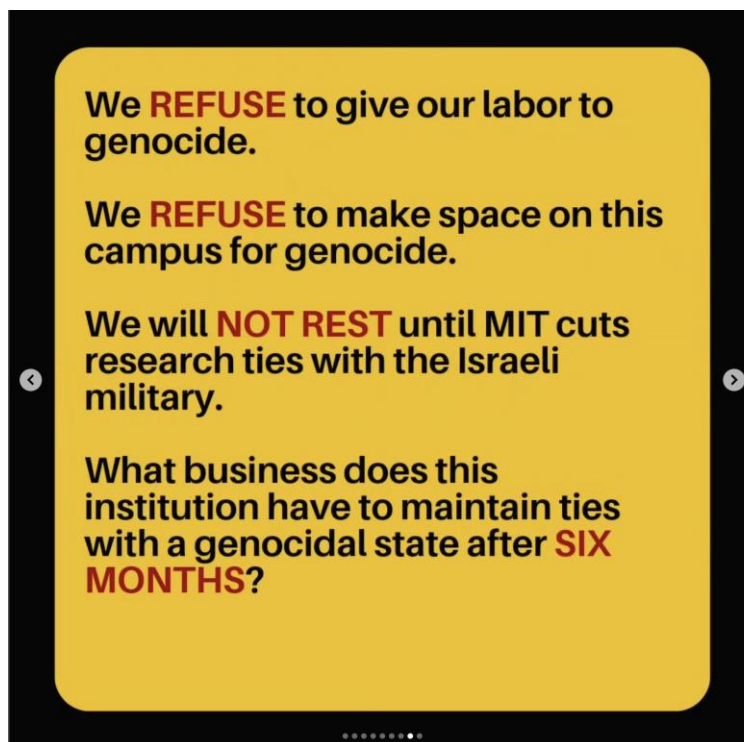 We REFUSE to give our labor to
genocide.
We REFUSE to make space on this
campus for genocide.
We will NOT REST until MIT cuts
research ties with the Israeli
military.
What business does this
institution have to maintain ties
with a genocidal state after SIX
MONTHS?